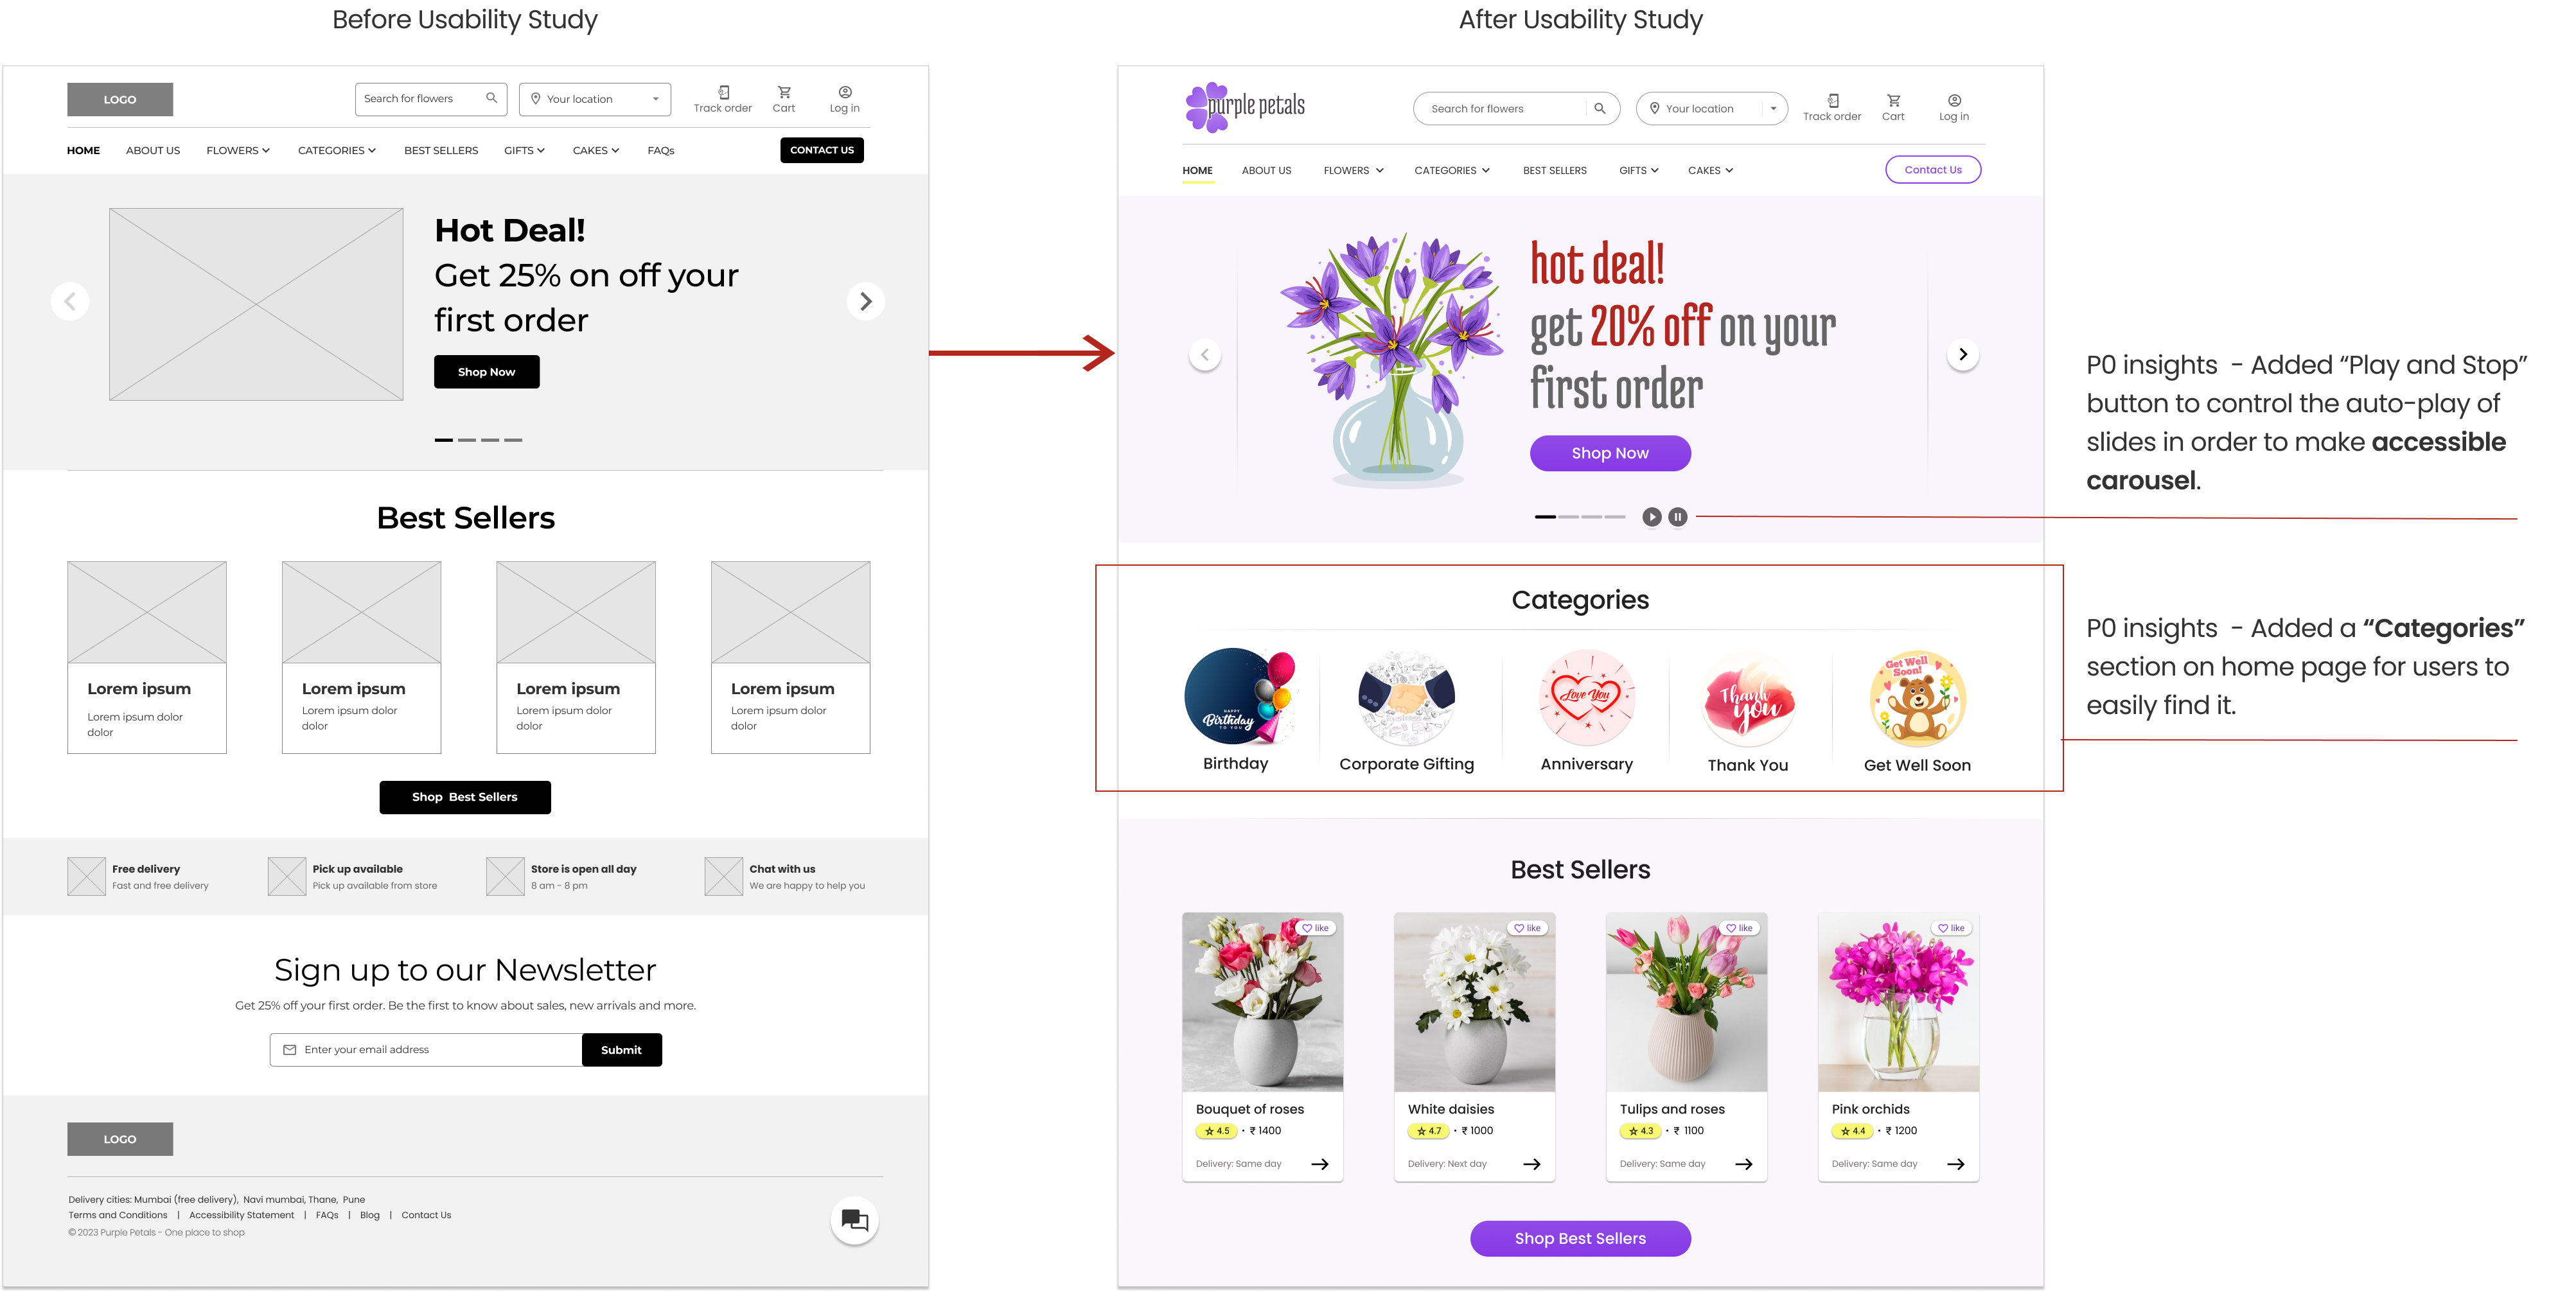 Before Usability Study
LOGO
Search for flowers
Your location
Track order
Cart
Log in
HOME
ABOUT US
FLOWERS
CATEGORIES
BEST SELLERS
GIFTS
CAKES
FAQs
CONTACT US
Hot Deal!
Get 25% on off your
first order
Shop Now
Best Sellers
Lorem ipsum
Lorem ipsum dolor
dolor
Lorem ipsum
Lorem ipsum dolor
dolor
Lorem ipsum
Lorem ipsum dolor
dolor
Lorem ipsum
Lorem ipsum dolor
dolor
Shop Best Sellers
Free delivery
Fast and free delivery
Pick up available
Pick up available from store
Store is open all day
8 am - 8 pm
Chat with us
We are happy to help you
Sign up to our Newsletter
Get 25% off your first order. Be the first to know about sales, new arrivals and more.
Enter your email address
Submit
LOGO
Delivery cities: Mumbai (free delivery), Navi mumbai, Thane, Pune
Terms and Conditions | Accessibility Statement | FAQs | Blog | Contact Us
© 2023 Purple Petals - One place to shop
After Usability Study
purple petals
Search for flowers
Your location
Track order
Cart
Log in
HOME
ABOUT US
FLOWERS
CATEGORIES
BEST SELLERS
GIFTS
CAKES
Contact Us
hot deal!
get 20% off on your
first order
Shop Now
Categories
HAPPY
Birthday
TO YOU
Birthday
Corporate Gifting
Love You
Anniversary
Thank
you
Thank You
Get Well
Soon!
Get Well Soon
Best Sellers
like
Bouquet of roses
4.5 • ₹ 1400
Delivery: Same day
like
White daisies
4.7 • ₹ 1000
Delivery: Next day
like
Tulips and roses
4.3 • ₹ 1100
Delivery: Same day
like
Pink orchids
4.4 • ₹ 1200
Delivery: Same day
Shop Best Sellers
P0 insights - Added “Play and Stop”
button to control the auto-play of
slides in order to make accessible
carousel.
P0 insights - Added a “Categories”
section on home page for users to
easily find it.